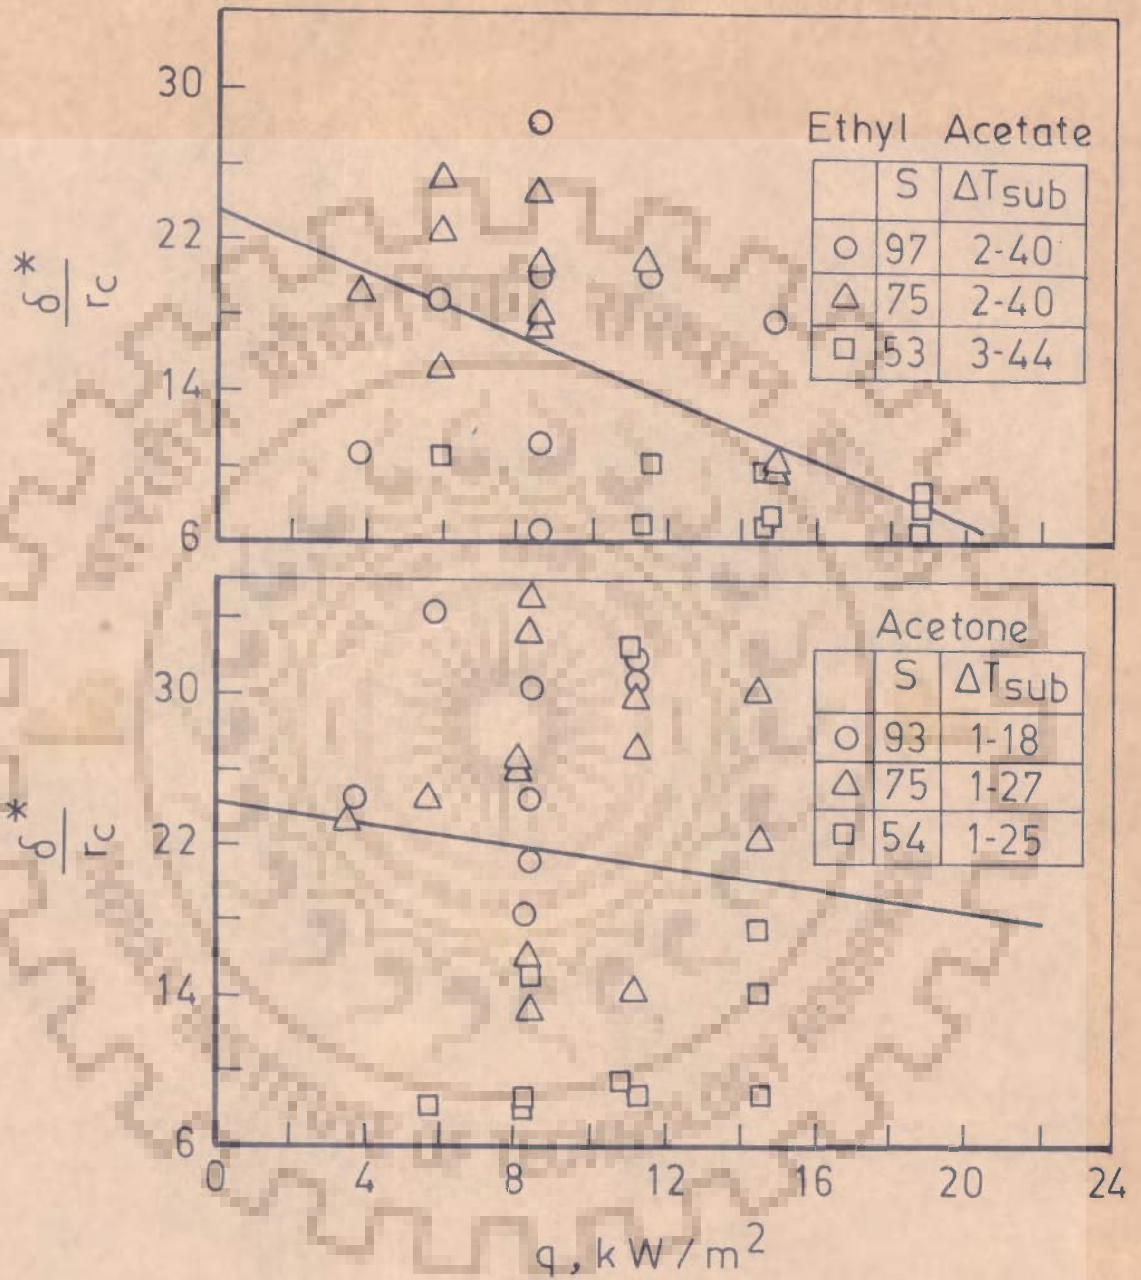 30
22
14
6
δ*/rc
Ethyl Acetate
S ΔTsub
○ 97 2-40
△ 75 2-40
□ 53 3-44
30
22
14
6
δ*/rc
Acetone
S ΔTsub
○ 93 1-18
△ 75 1-27
□ 54 1-25
0 4 8 12 16 20 24
q, kW/m²